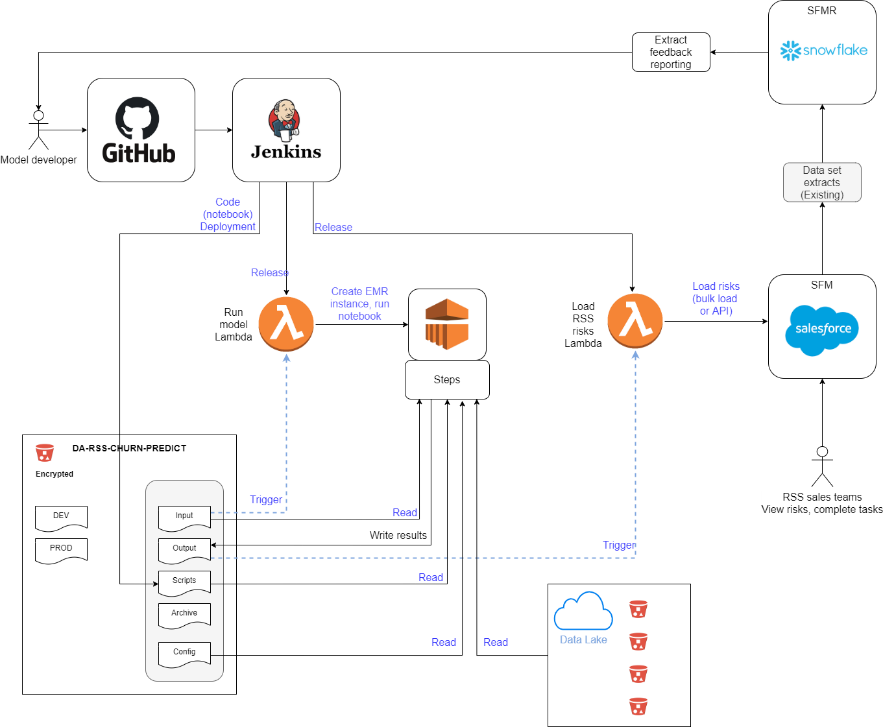 SFMR
snowflake
Extract
feedback
reporting
GitHub
Jenkins
Model developer
Data set
extracts
(Existing)
Code
(notebook)
Deployment
Release
Release
Create EMR
instance, run
notebook
Run
model
Lambda
Load
RSS
risks
Lambda
Load risks
(bulk load
or API)
SFM
salesforce
Steps
DA-RSS-CHURN-PREDICT
Encrypted
RSS sales teams
View risks, complete tasks
Trigger
DEV
Input
Read
Write results
PROD
Output
Trigger
Scripts
Read
Archive
Config
Read
Read
Data Lake